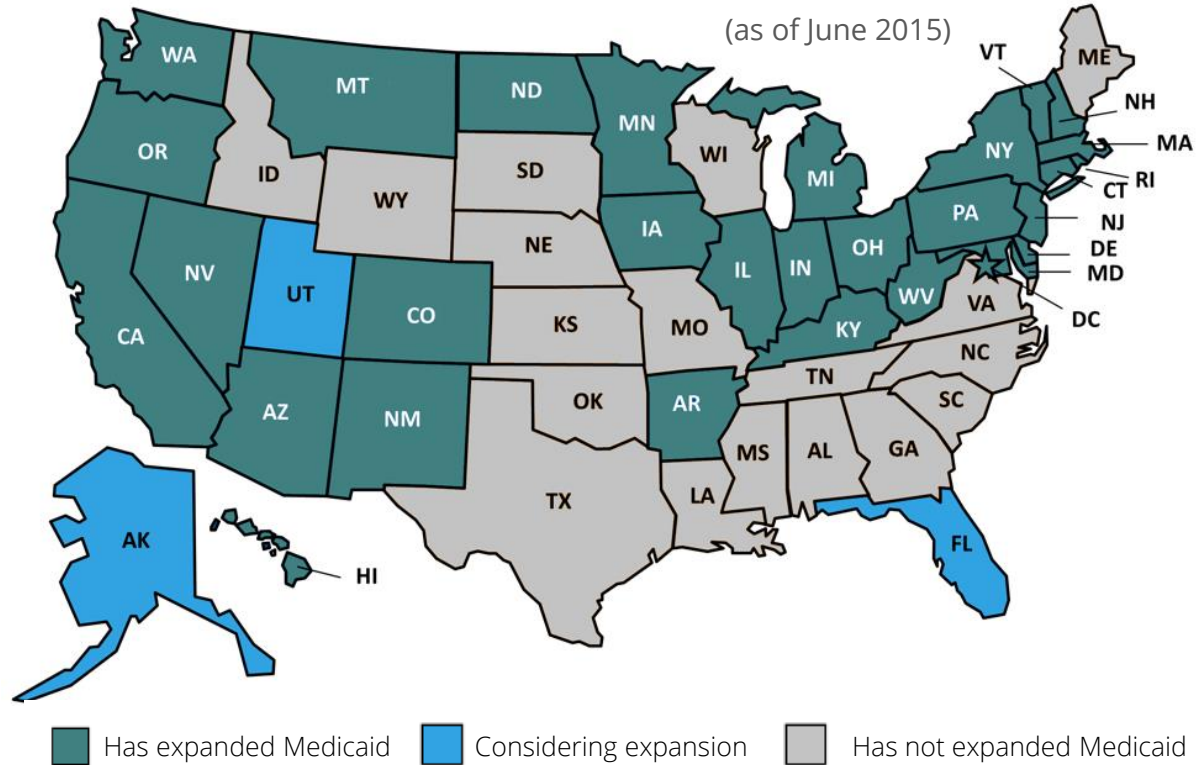 (as of June 2015)
VT
ME
WA
MT
ND
MN
NH
OR
ID
SD
WI
NY
MA
WY
MI
RI
CT
IA
PA
NJ
NE
OH
DE
NV
UT
IL
IN
MD
CO
WV
VA
DC
CA
KS
MO
KY
NC
TN
AZ
NM
OK
AR
SC
MS
AL
GA
TX
LA
AK
FL
HI
Has expanded Medicaid
Considering expansion
Has not expanded Medicaid